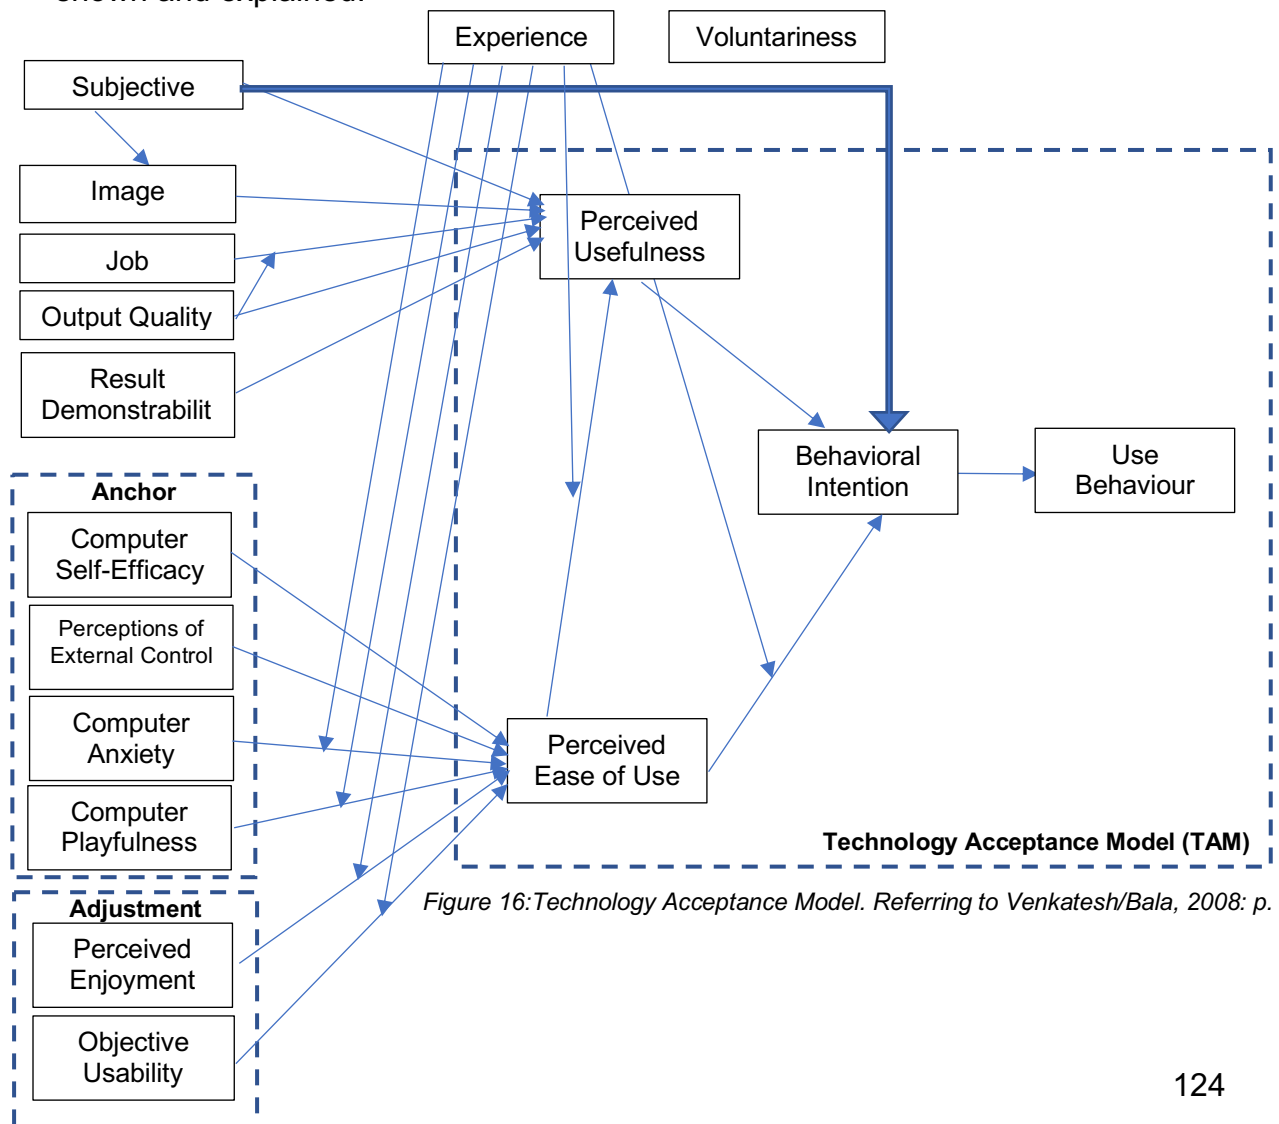 Experience
Voluntariness
Subjective
Image
Job
Output Quality
Result
Demonstrabilit
Perceived
Usefulness
Behavioral
Intention
Use
Behaviour
Anchor
Computer
Self-Efficacy
Perceptions of
External Control
Computer
Anxiety
Computer
Playfulness
Perceived
Ease of Use
Technology Acceptance Model (TAM)
Figure 16:Technology Acceptance Model. Referring to Venkatesh/Bala, 2008: p.
Adjustment
Perceived
Enjoyment
Objective
Usability
124